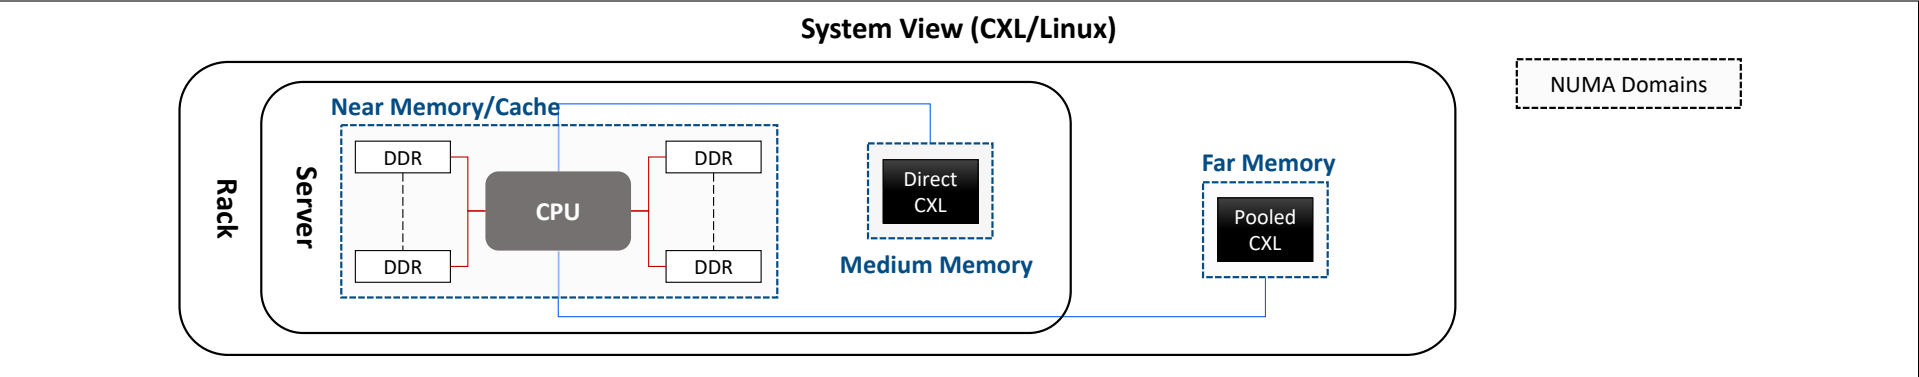 System View (CXL/Linux)
NUMA Domains
Near Memory/Cache
DDR
DDR
Rack
Server
CPU
Direct
CXL
Far Memory
Pooled
CXL
DDR
DDR
Medium Memory